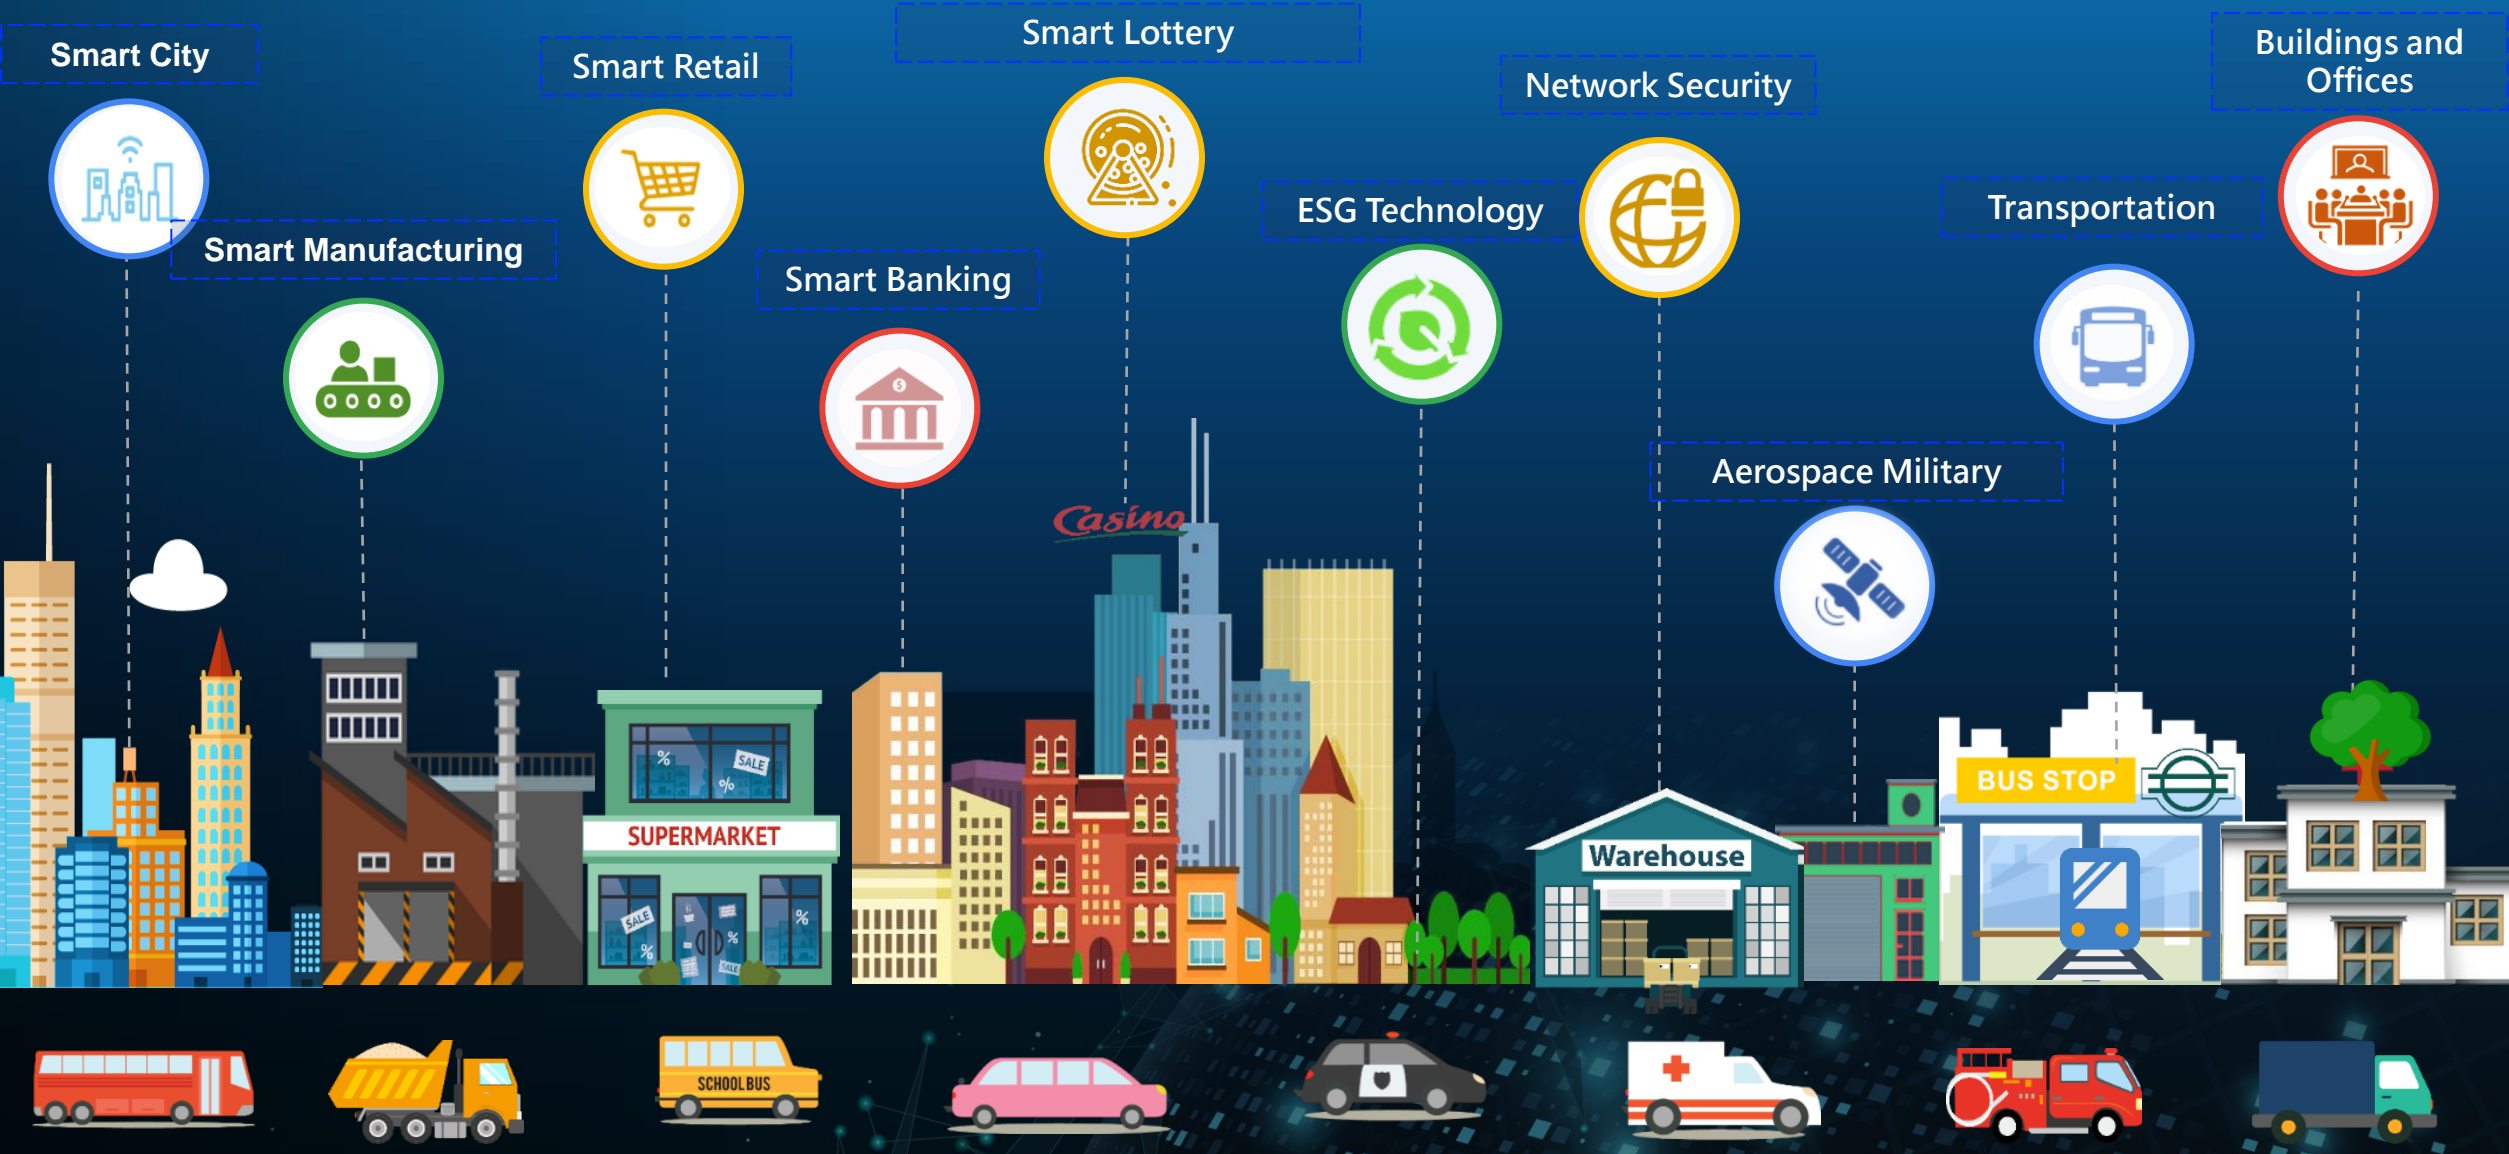 Smart City
Smart Manufacturing
Smart Retail
Smart Banking
Smart Lottery
ESG Technology
Network Security
Aerospace Military
Transportation
Buildings and
Offices
Casino
%
SALE
%
SUPERMARKET
SALE
%
%
%
SALE
Warehouse
BUS STOP
SCHOOL BUS
$